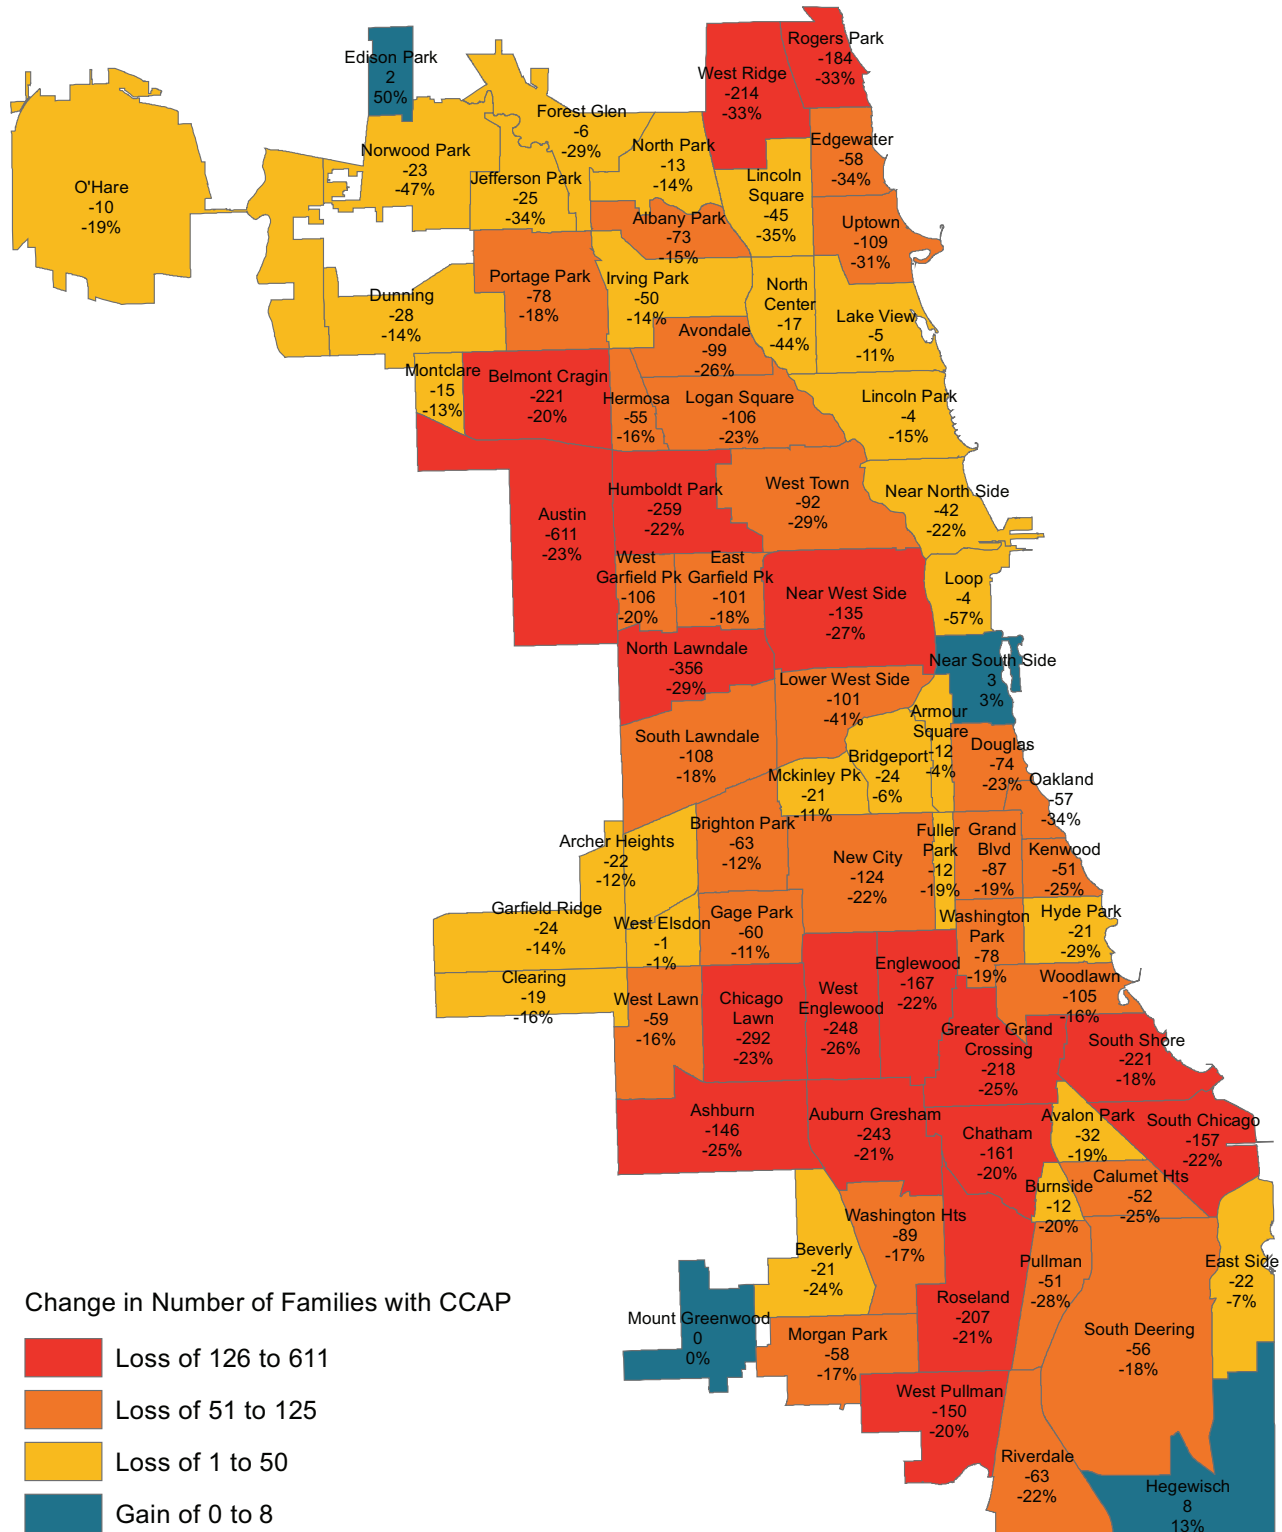 Rogers Park
-184
-33%
West Ridge
-214
-33%
Edison Park
2
50%
Forest Glen
-6
-29%
Norwood Park
-23
-47%
North Park
-13
-14%
Edgewater
-58
-34%
Jefferson Park
-25
-34%
Lincoln
Square
-45
-35%
O'Hare
-10
-19%
Albany Park
-73
-15%
Uptown
-109
-31%
Portage Park
-78
-18%
Irving Park
-50
-14%
North
Center
-17
-44%
Dunning
-28
-14%
Lake View
-5
-11%
Avondale
-99
-26%
Montclare
-15
-13%
Belmont Cragin
-221
-20%
Hermosa
-55
-16%
Logan Square
-106
-23%
Lincoln Park
-4
-15%
Humboldt Park
-259
-22%
West Town
-92
-29%
Near North Side
-42
-22%
Austin
-611
-23%
West
Garfield Pk
-106
-20%
East
Garfield Pk
-101
-18%
Near West Side
-135
-27%
Loop
-4
-57%
North Lawndale
-356
-29%
Near South Side
3
3%
Lower West Side
-101
-41%
Armour
Square
-12
-4%
South Lawndale
-108
-18%
Bridgeport
-24
-6%
Douglas
-74
-23%
Mckinley Pk
-21
-11%
Oakland
-57
-34%
Archer Heights
-22
-12%
Brighton Park
-63
-12%
New City
-124
-22%
Fuller
Park
-12
-19%
Grand
Blvd
-87
-19%
Kenwood
-51
-25%
Garfield Ridge
-24
-14%
West Elsdon
-1
-1%
Gage Park
-60
-11%
Washington
Park
-78
-19%
Hyde Park
-21
-29%
Clearing
-19
-16%
West Lawn
-59
-16%
Chicago
Lawn
-292
-23%
West
Englewood
-248
-26%
Englewood
-167
-22%
Woodlawn
-105
-16%
Greater Grand
Crossing
-218
-25%
South Shore
-221
-18%
Ashburn
-146
-25%
Auburn Gresham
-243
-21%
Chatham
-161
-20%
Avalon Park
-32
-19%
South Chicago
-157
-22%
Burnside
-12
-20%
Calumet Hts
-52
-25%
Washington Hts
-89
-17%
Beverly
-21
-24%
Pullman
-51
-28%
East Side
-22
-7%
Roseland
-207
-21%
South Deering
-56
-18%
Mount Greenwood
0
0%
Morgan Park
-58
-17%
West Pullman
-150
-20%
Riverdale
-63
-22%
Hegewisch
8
13%
Change in Number of Families with CCAP
Loss of 126 to 611
Loss of 51 to 125
Loss of 1 to 50
Gain of 0 to 8